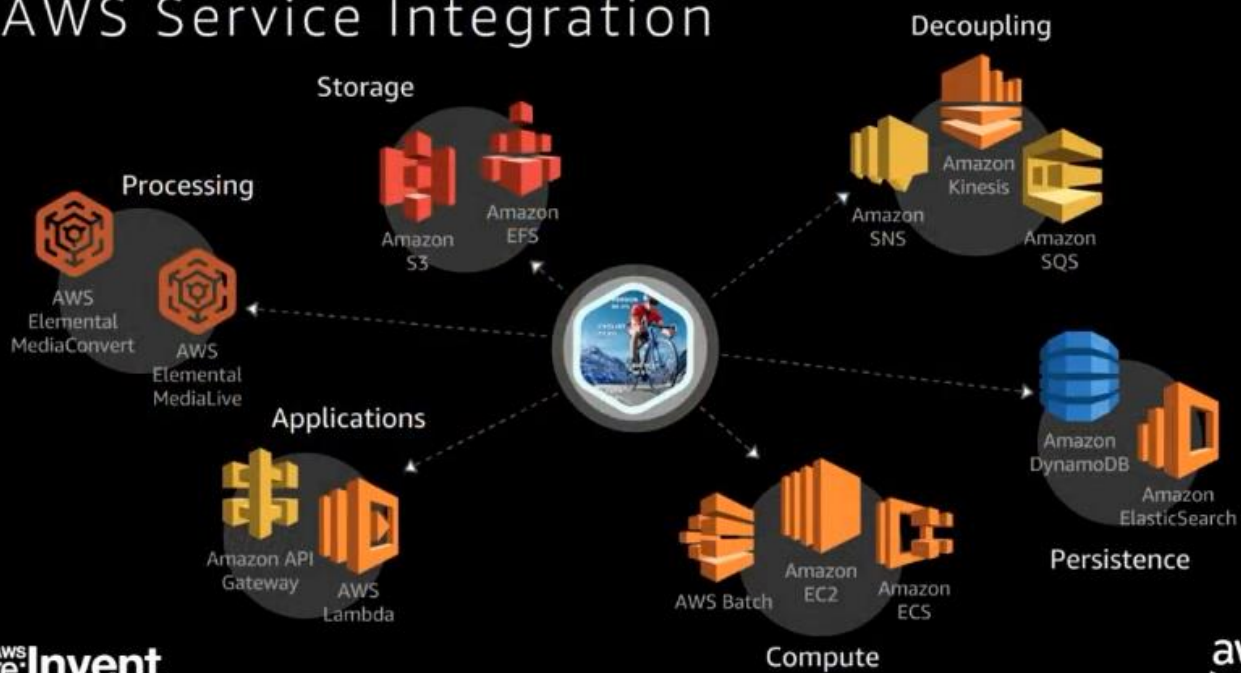 AWS Service Integration
Decoupling
Storage
Amazon
Kinesis
Amazon
SNS
Amazon
SQS
Processing
Amazon
S3
Amazon
EFS
AWS
Elemental
MediaConvert
AWS
Elemental
MediaLive
Applications
Amazon API
Gateway
AWS
Lambda
AWS Batch
Amazon
EC2
Amazon
ECS
Compute
Amazon
DynamoDB
Amazon
ElasticSearch
Persistence
AWS
re:Invent